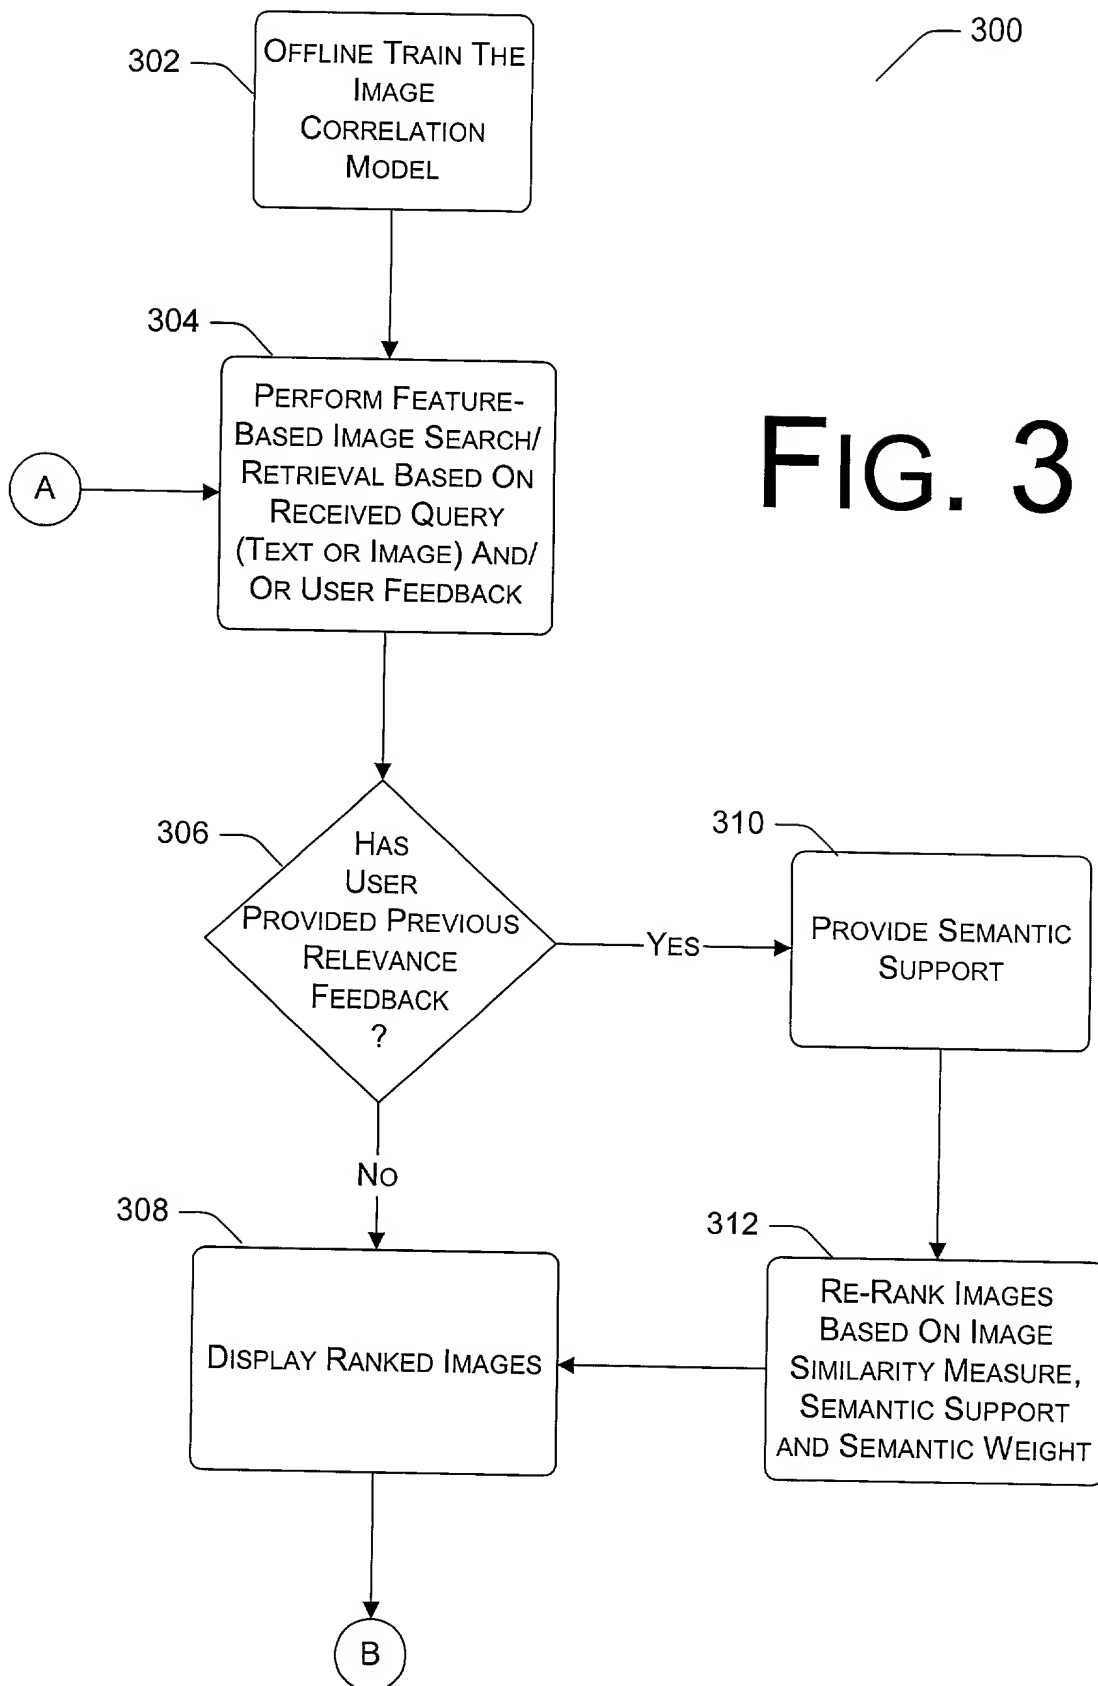 300
302
OFFLINE TRAIN THE
IMAGE
CORRELATION
MODEL
304
PERFORM FEATURE-
BASED IMAGE SEARCH/
RETRIEVAL BASED ON
RECEIVED QUERY
(TEXT OR IMAGE) AND/
OR USER FEEDBACK
A
FIG. 3
306
HAS
USER
PROVIDED PREVIOUS
RELEVANCE
FEEDBACK
?
YES
310
PROVIDE SEMANTIC
SUPPORT
NO
308
DISPLAY RANKED IMAGES
312
RE-RANK IMAGES
BASED ON IMAGE
SIMILARITY MEASURE,
SEMANTIC SUPPORT
AND SEMANTIC WEIGHT
B